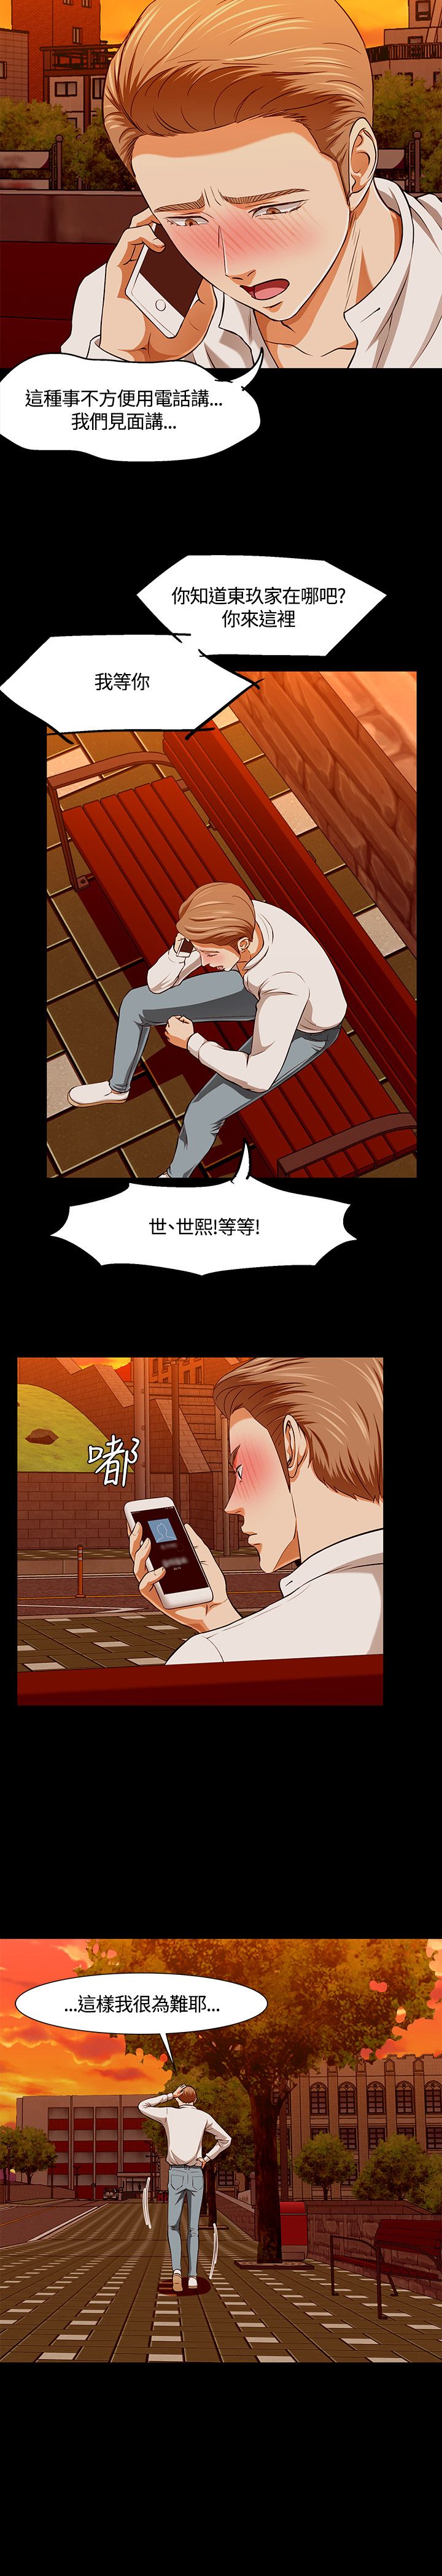 這種事不方便用電話講...
我們見面講...
你知道東玖家在哪吧?
你來這裡
我等你
世、世熙!等等!
嘟
...這樣我很為難耶...